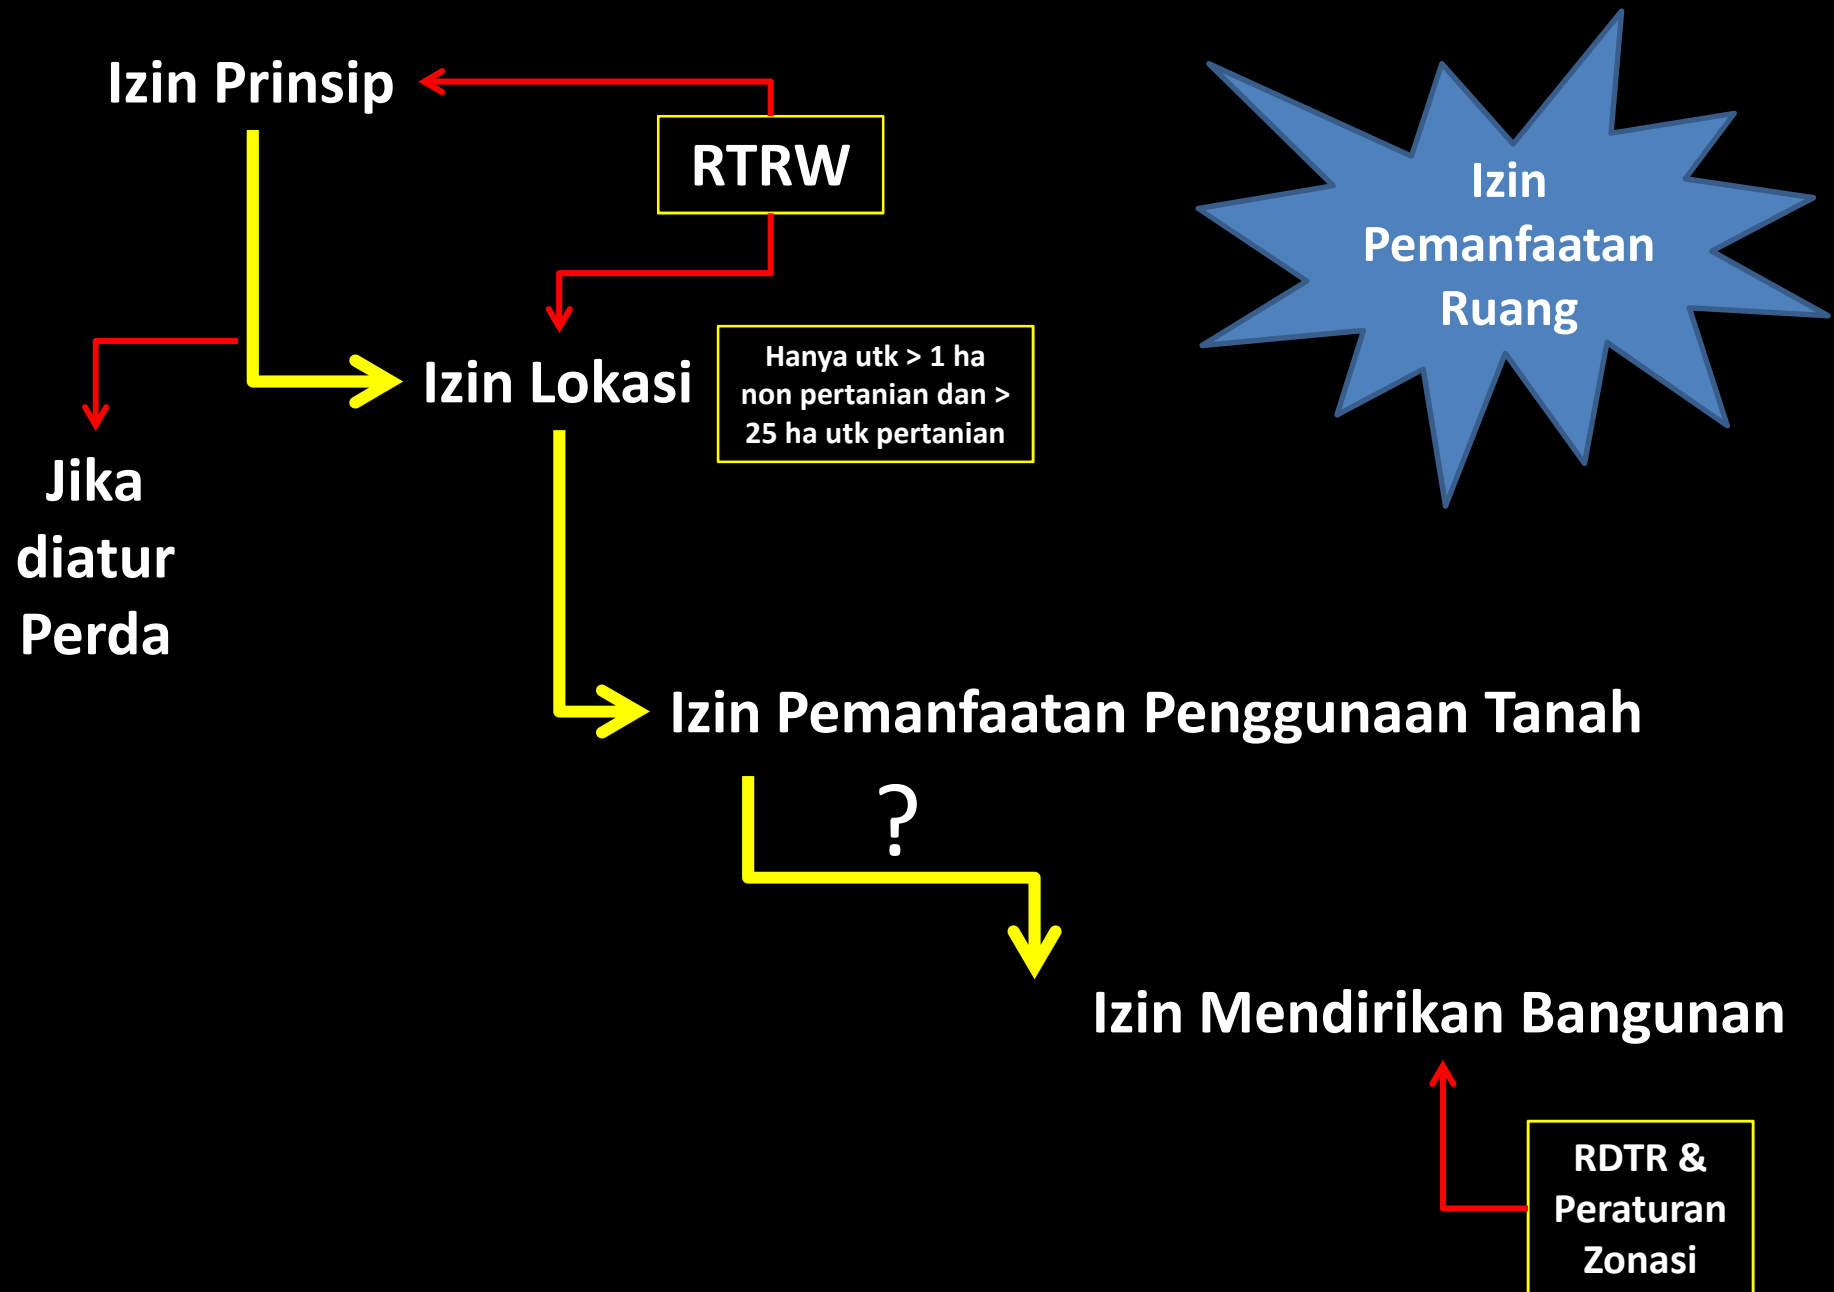 Izin Prinsip
RTRW
Izin
Pemanfaatan
Ruang
Izin Lokasi
Hanya utk > 1 ha
non pertanian dan >
25 ha utk pertanian
Jika
diatur
Perda
Izin Pemanfaatan Penggunaan Tanah
?
Izin Mendirikan Bangunan
RDTR &
Peraturan
Zonasi